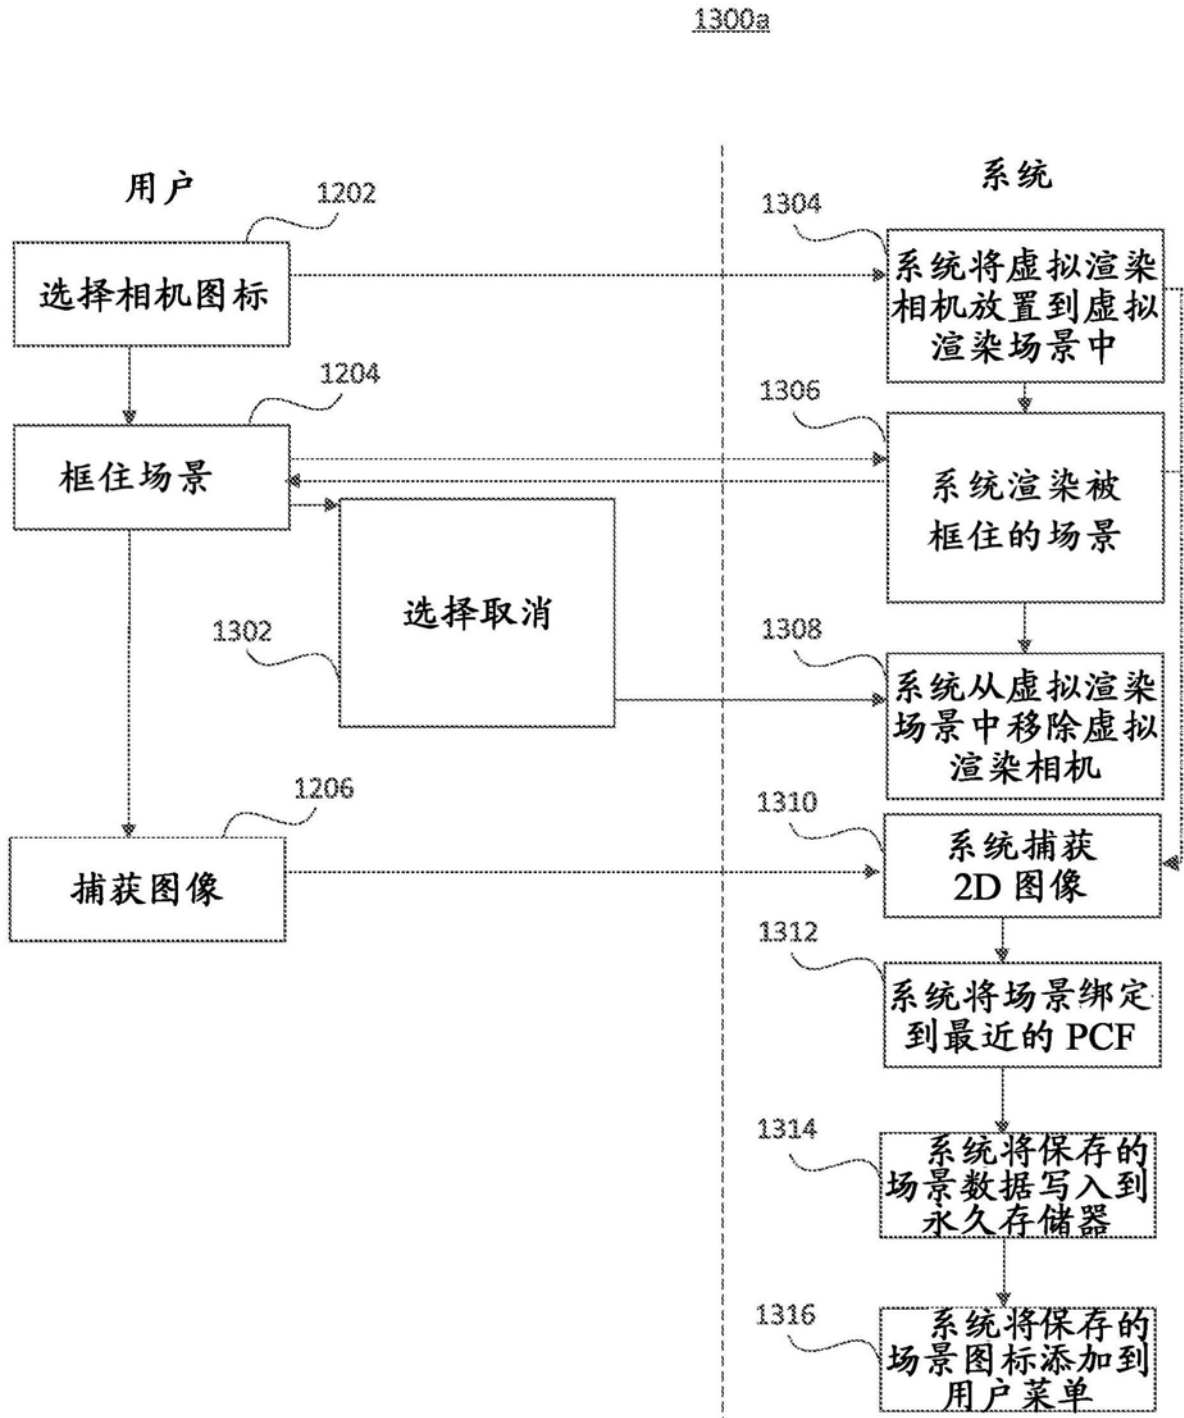 1300a
用户
系统
1202
选择相机图标
1304
系统将虚拟渲染
相机放置到虚拟
渲染场景中
1204
框住场景
1306
系统渲染被
框住的场景
选择取消
1302
1308
系统从虚拟渲染
场景中移除虚拟
渲染相机
1206
捕获图像
1310
系统捕获
2D 图像
1312
系统将场景绑定
到最近的 PCF
1314
系统将保存的
场景数据写入到
永久存储器
1316
系统将保存的
场景图标添加到
用户菜单